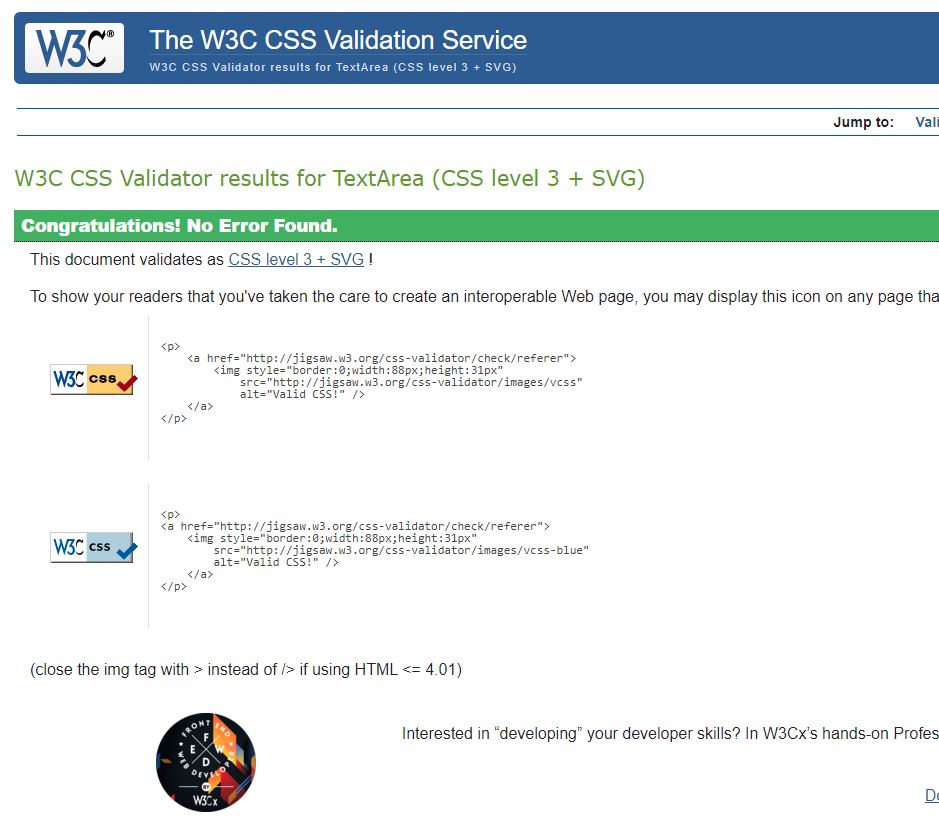 W3C®
The W3C CSS Validation Service
W3C CSS Validator results for TextArea (CSS level 3 + SVG)
Jump to:
W3C CSS Validator results for TextArea (CSS level 3 + SVG)
Congratulations! No Error Found.
This document validates as CSS level 3 + SVG !
To show your readers that you've taken the care to create an interoperable Web page, you may display this icon on any page
W3C css
<p>
<a href="http://jigsaw.w3.org/css-validator/check/referer">
<img style="border:0;width:88px;height:31px"
src="http://jigsaw.w3.org/css-validator/images/vcss"
alt="Valid CSS!" />
</a>
</p>
W3C css
<p>
<a href="http://jigsaw.w3.org/css-validator/check/referer">
<img style="border:0;width:88px;height:31px"
src="http://jigsaw.w3.org/css-validator/images/vcss-blue"
alt="Valid CSS!" />
</a>
</p>
(close the img tag with > instead of /> if using HTML <= 4.01)
FRONT END
F
E W
D
WEB DEVELOPER
BY
W3Cx
Interested in “developing” your developer skills? In W3Cx’s hands-on